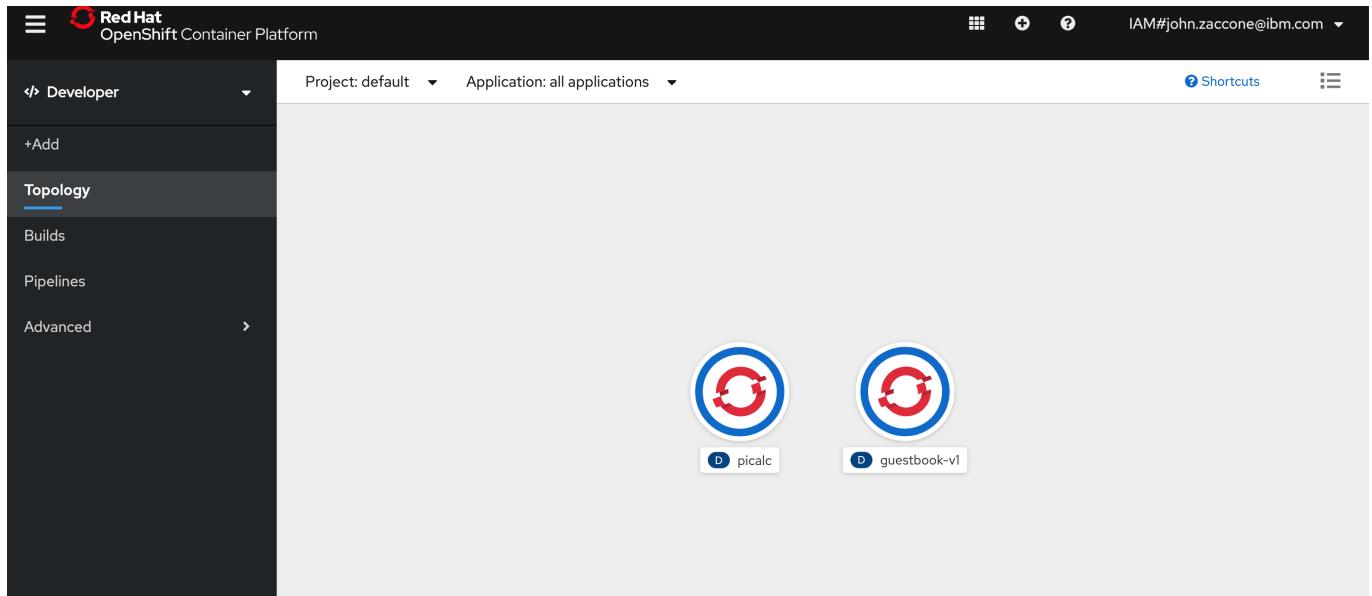 Red Hat
OpenShift Container Platform
IAM#john.zaccone@ibm.com
Developer
Project: default
Application: all applications
Shortcuts
+Add
Topology
Builds
Pipelines
Advanced
D picalc
D guestbook-v1